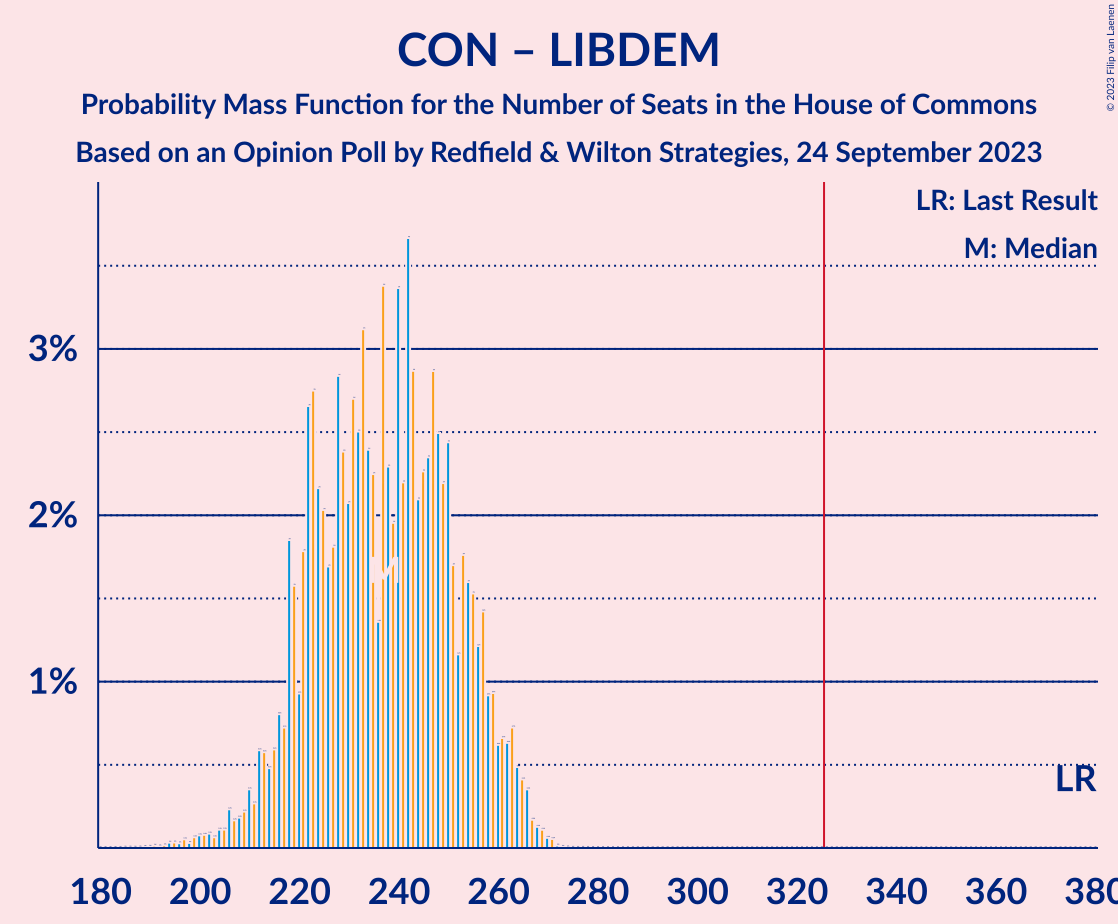 CON – LIBDEM
Probability Mass Function for the Number of Seats in the House of Commons
Based on an Opinion Poll by Redfield & Wilton Strategies, 24 September 2023
© 2023 Filip van Laenen
LR: Last Result
M: Median
3%
2%
1%
M
LR
180 200 220 240 260 280 300 320 340 360 380